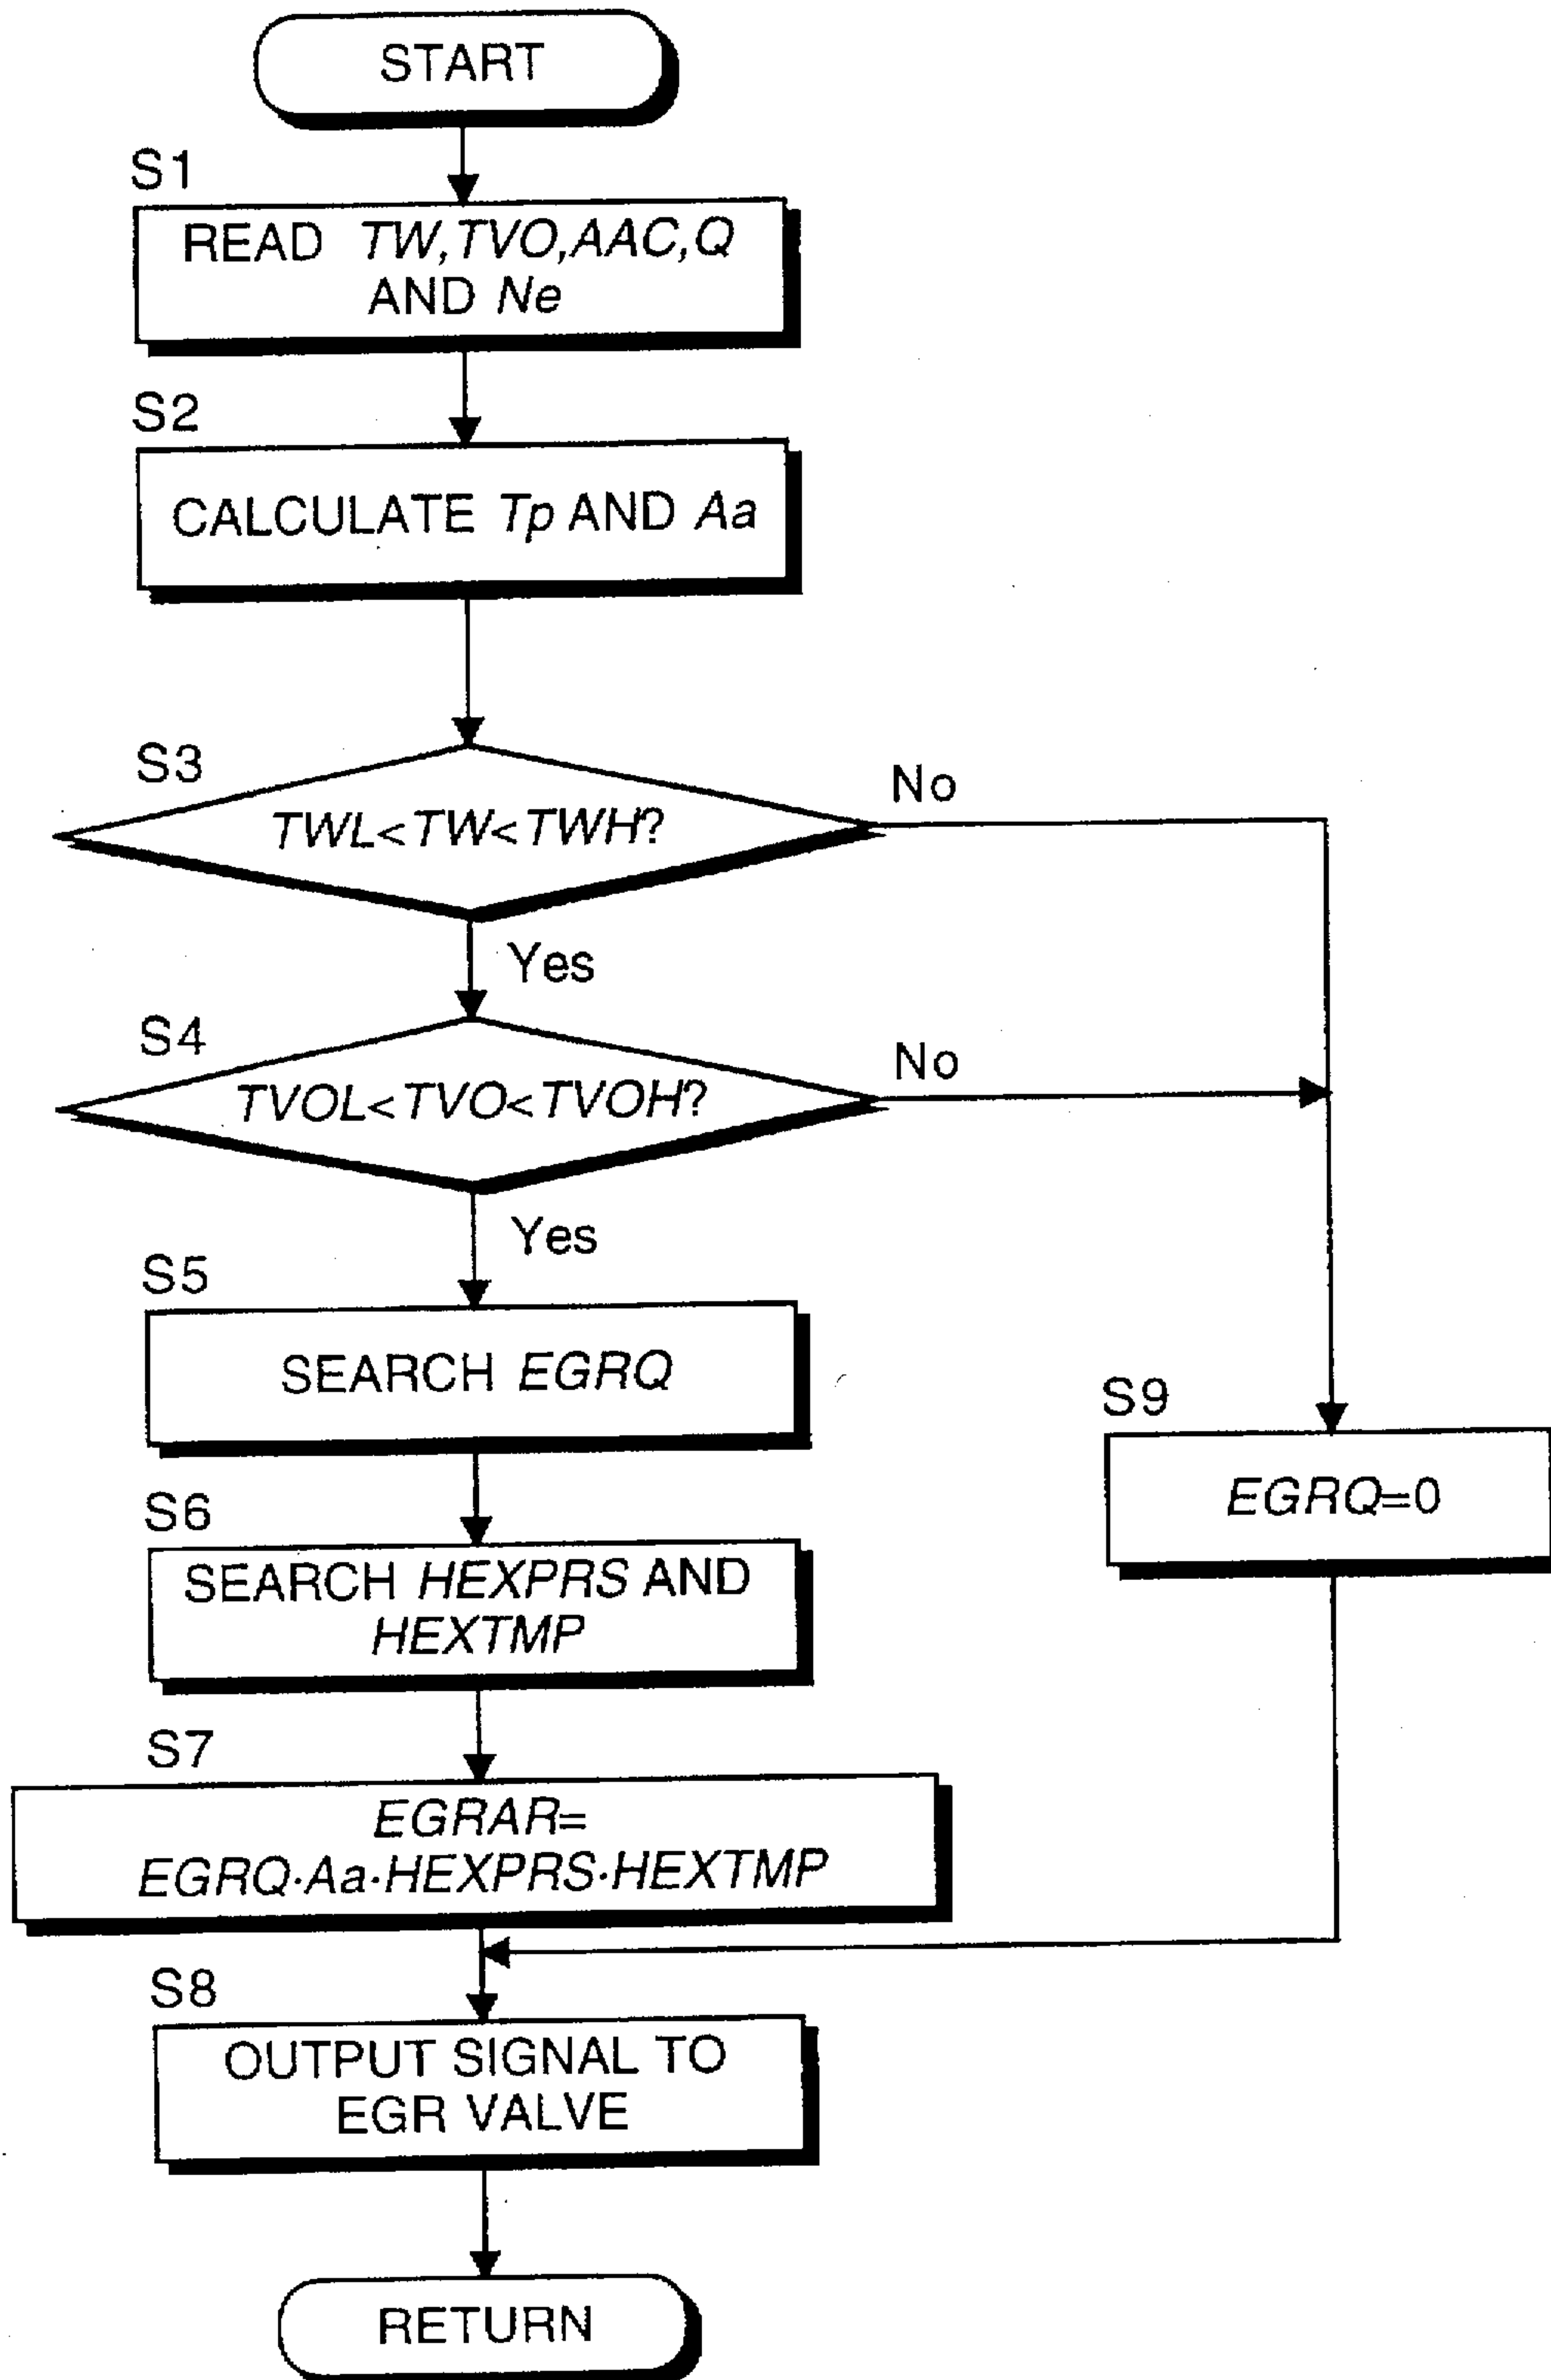 START
S1
READ TW,TVO,AAC,Q
AND Ne
S2
CALCULATE Tp AND Aa
S3
TWL<TW<TWH?
No
Yes
S4
TVOL<TVO<TVOH?
No
Yes
S5
SEARCH EGRQ
S9
EGRQ=0
S6
SEARCH HEXPRS AND
HEXTMP
S7
EGRAR=
EGRQ·Aa·HEXPRS·HEXTMP
S8
OUTPUT SIGNAL TO
EGR VALVE
RETURN